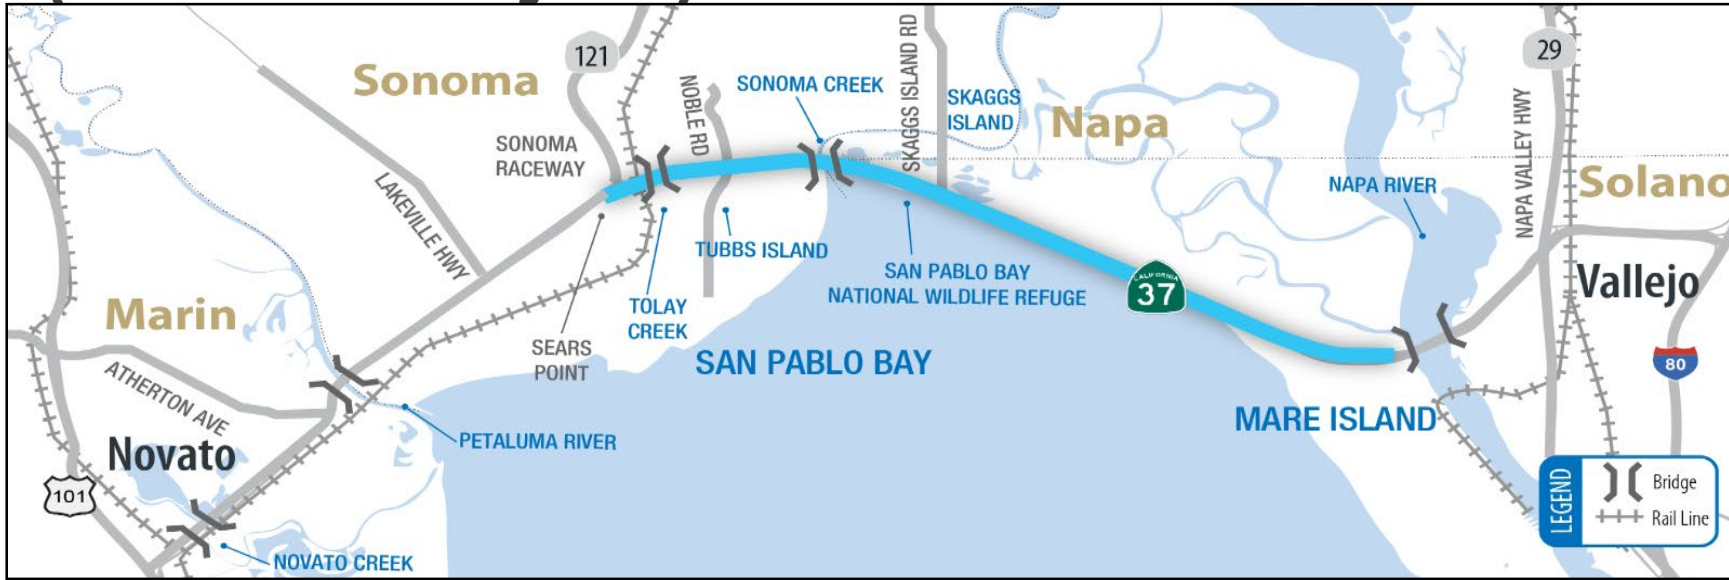 121
29
Sonoma
NOBLE RD
SONOMA CREEK
SKAGGS ISLAND RD
SKAGGS
ISLAND
Napa
NAPA VALLEY HWY
SONOMA
RACEWAY
LAKEVILLE HWY
NAPA RIVER
Solano
TUBBS ISLAND
SAN PABLO BAY
NATIONAL WILDLIFE REFUGE
CALIFORNIA
37
Vallejo
Marin
TOLAY
CREEK
SEARS
POINT
SAN PABLO BAY
80
ATHERTON AVE
MARE ISLAND
Novato
PETALUMA RIVER
101
NOVATO CREEK
LEGEND
Bridge
Rail Line